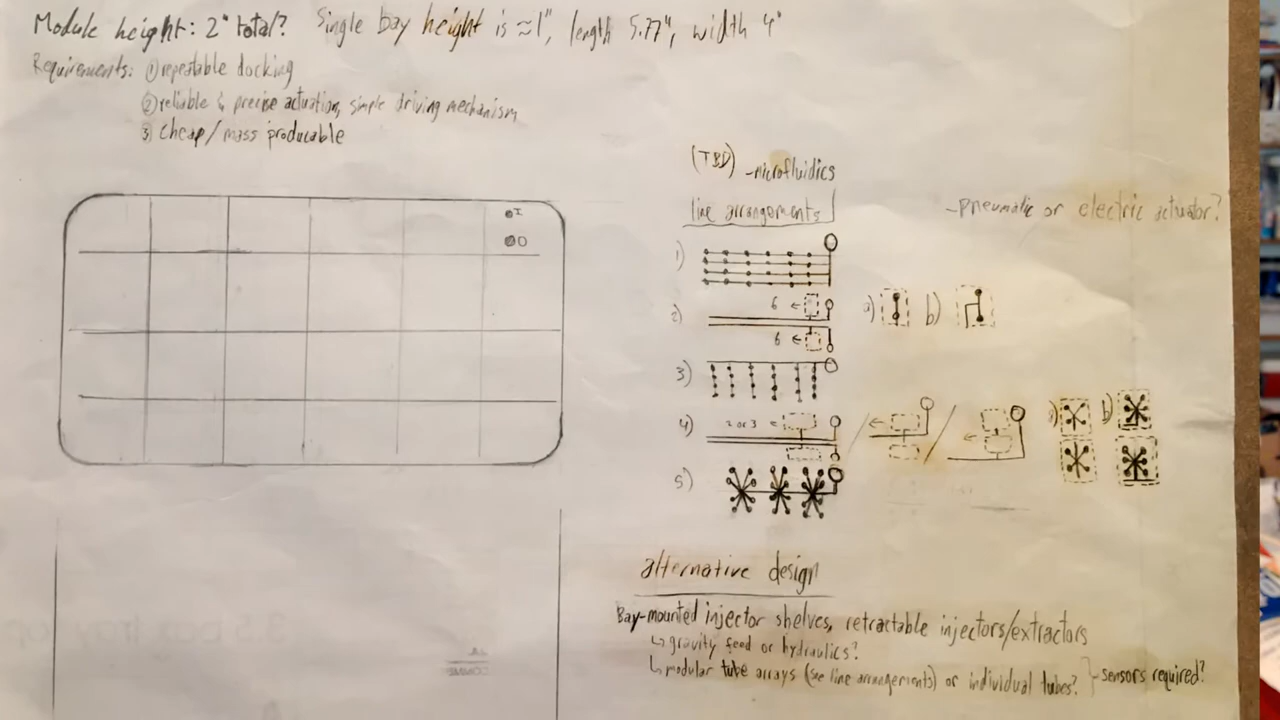 Module height: 2" total? Single bay height is ≈1", length 5.77", width 4"
Requirements: ① repeatable docking
② reliable & precise actuation, simple driving mechanism
3) cheap/mass producable
(TBD) -microfluidics
line arrangements
-pneumatic or electric actuator?
I
O
1)
2) 6 ← a) b)
6 ←
3)
4) 2 or 3 ← b)
5)
alternative design
Bay-mounted injector shelves, retractable injectors/extractors
↳ gravity feed or hydraulics?
↳ modular tube arrays (see line arrangements) or individual tubes? } - sensors required?